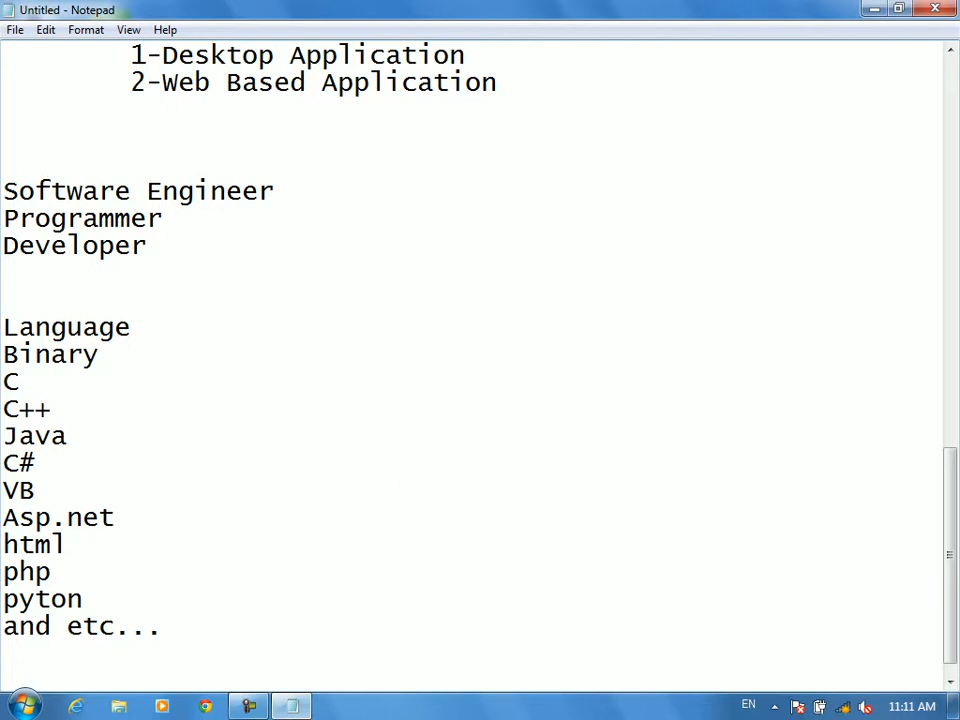 Untitled - Notepad
File Edit Format View Help
1-Desktop Application
2-Web Based Application
Software Engineer
Programmer
Developer
Language
Binary
C
C++
Java
C#
VB
Asp.net
html
php
pyton
and etc...
EN 11:11 AM